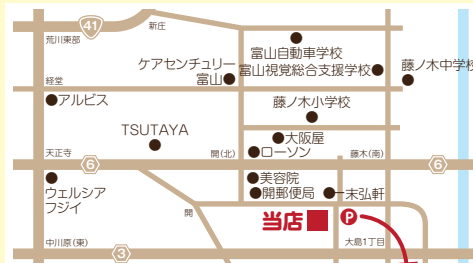 41
新庄
荒川東部
富山自動車学校
ケアセンチュリー
富山
富山視覚総合支援学校
藤ノ木中学校
経堂
アルビス
藤ノ木小学校
TSUTAYA
大阪屋
天正寺
開(北)
ローソン
藤木(南)
6
6
美容院
ウェルシア
フジイ
開郵便局
末弘軒
開
当店
P
中川原(東)
大島1丁目
3